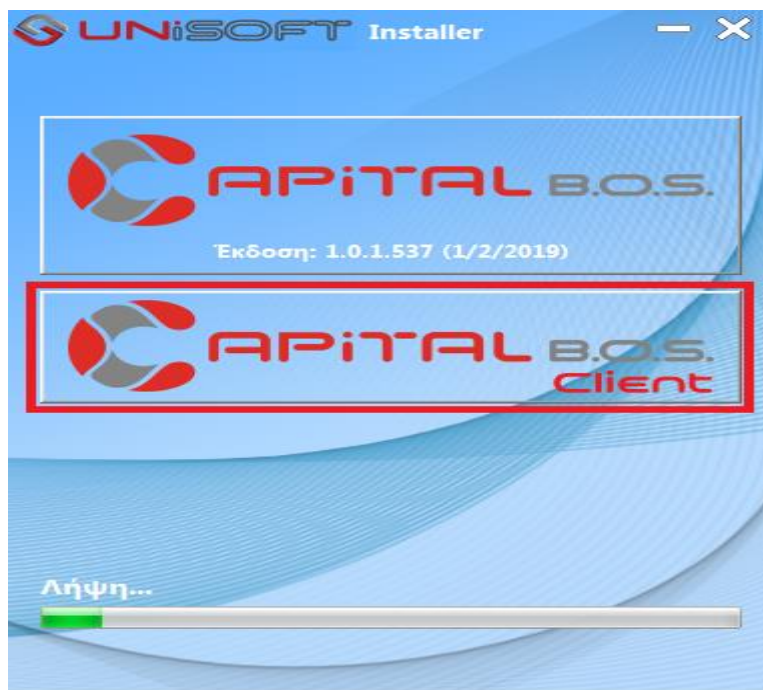 UNiSOFT Installer
CAPiTAL B.O.S.
Έκδοση: 1.0.1.537 (1/2/2019)
CAPiTAL B.O.S.
Client
Λήψη...